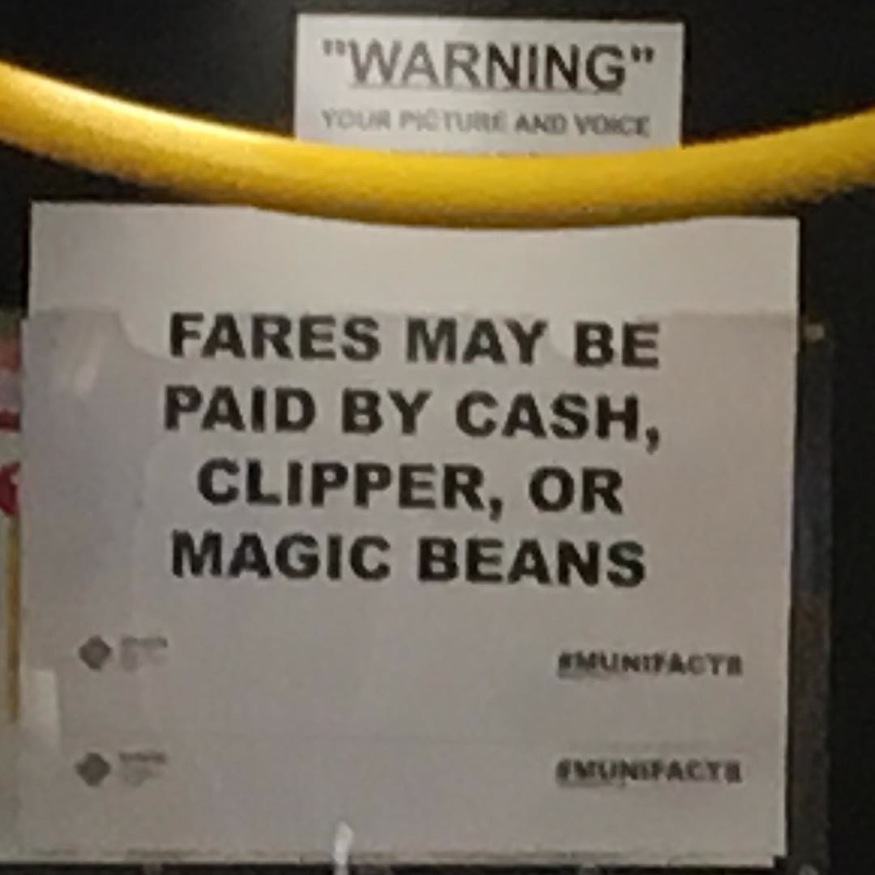 "WARNING"
YOUR PICTURE AND VOICE
FARES MAY BE
PAID BY CASH,
CLIPPER, OR
MAGIC BEANS
#MUNIFACTS
#MUNIFACTS